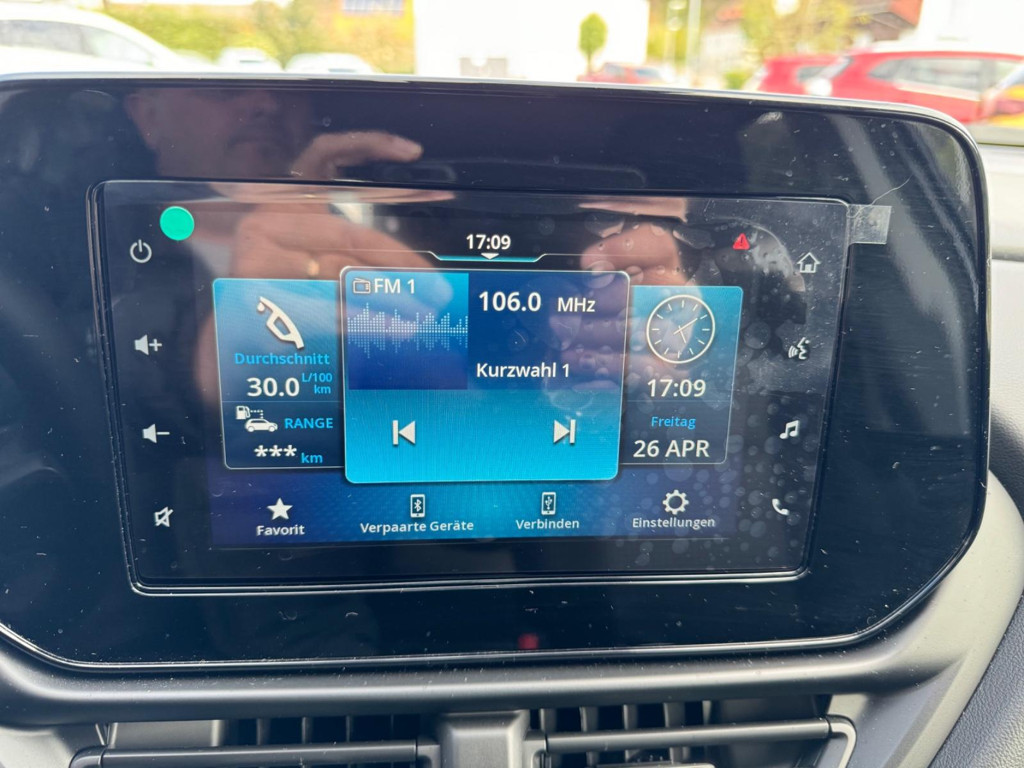 17:09
FM 1
106.0 MHz
Kurzwahl 1
Durchschnitt
30.0 L/100 km
RANGE
*** km
17:09
Freitag
26 APR
Favorit
Verpaarte Geräte
Verbinden
Einstellungen